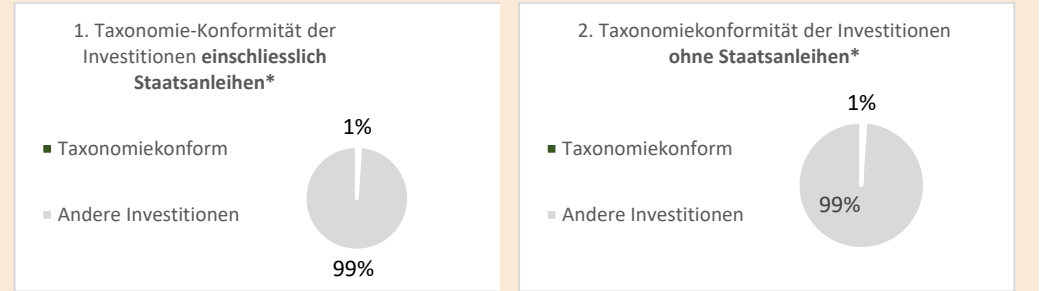 1. Taxonomie-Konformität der
Investitionen einschliesslich
Staatsanleihen*
1%
Taxonomiekonform
Andere Investitionen
99%
2. Taxonomiekonformität der Investitionen
ohne Staatsanleihen*
1%
Taxonomiekonform
Andere Investitionen
99%